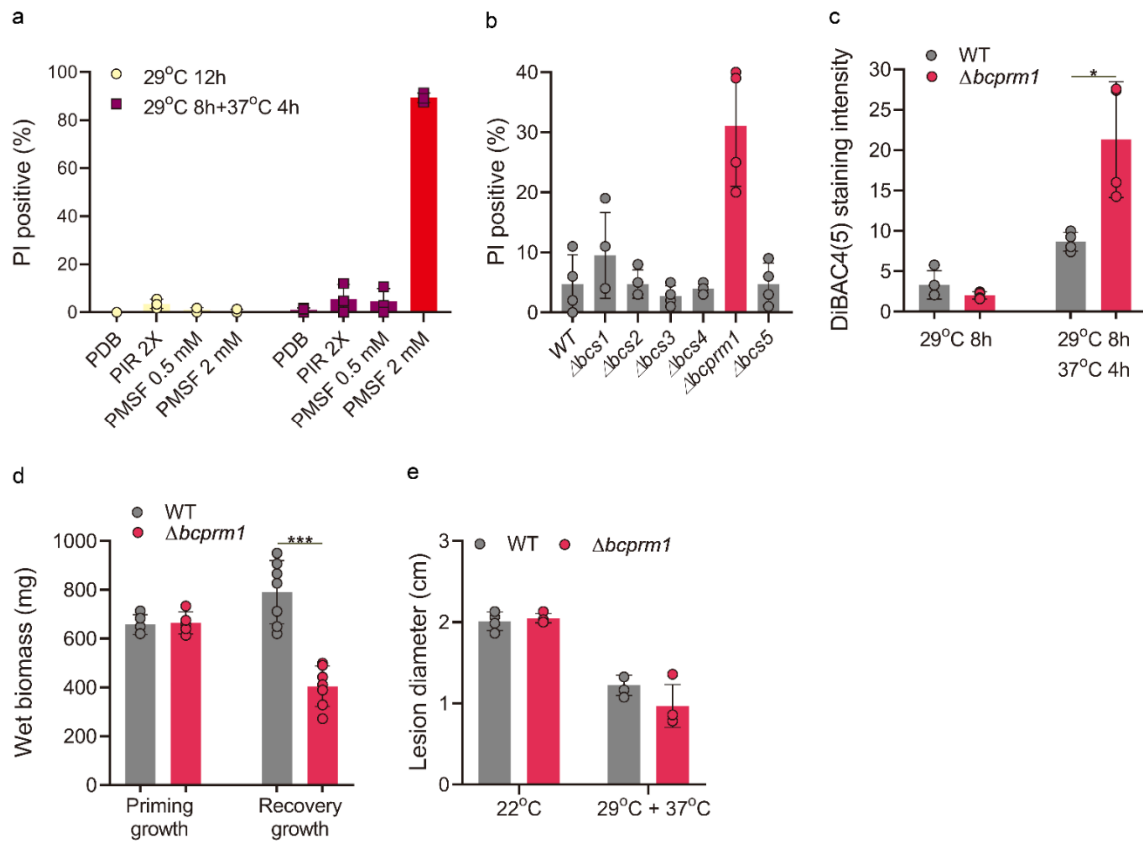 a
29°C 12h
29°C 8h+37°C 4h
PI positive (%)
100
80
60
40
20
0
PDB
PIR 2X
PMSF 0.5 mM
PMSF 2 mM
PDB
PIR 2X
PMSF 0.5 mM
PMSF 2 mM
b
PI positive (%)
40
30
20
10
0
WT
Δbcs1
Δbcs2
Δbcs3
Δbcs4
Δbcprm1
Δbcs5
c
WT
Δbcprm1
DiBAC4(5) staining intensity
30
25
20
15
10
5
0
*
29°C 8h
29°C 8h
37°C 4h
d
WT
Δbcprm1
Wet biomass (mg)
1000
800
600
400
200
0
***
Priming
growth
Recovery
growth
e
WT
Δbcprm1
Lesion diameter (cm)
3
2
1
0
22°C
29°C + 37°C